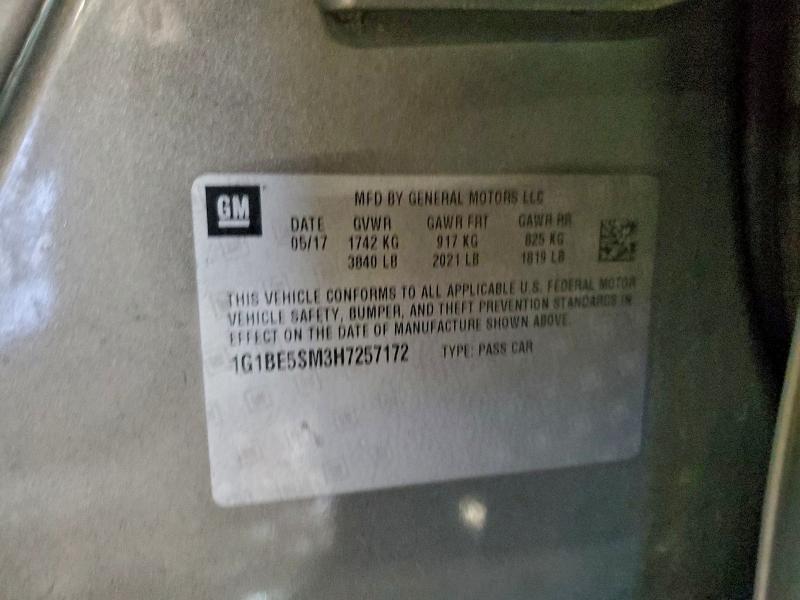 GM
MFD BY GENERAL MOTORS LLC
DATE GVWR GAWR FRT GAWR RR
05/17 1742 KG 917 KG 825 KG
3840 LB 2021 LB 1819 LB
THIS VEHICLE CONFORMS TO ALL APPLICABLE U.S. FEDERAL MOTOR
VEHICLE SAFETY, BUMPER, AND THEFT PREVENTION STANDARDS IN
EFFECT ON THE DATE OF MANUFACTURE SHOWN ABOVE.
1G1BE5SM3H7257172 TYPE: PASS CAR